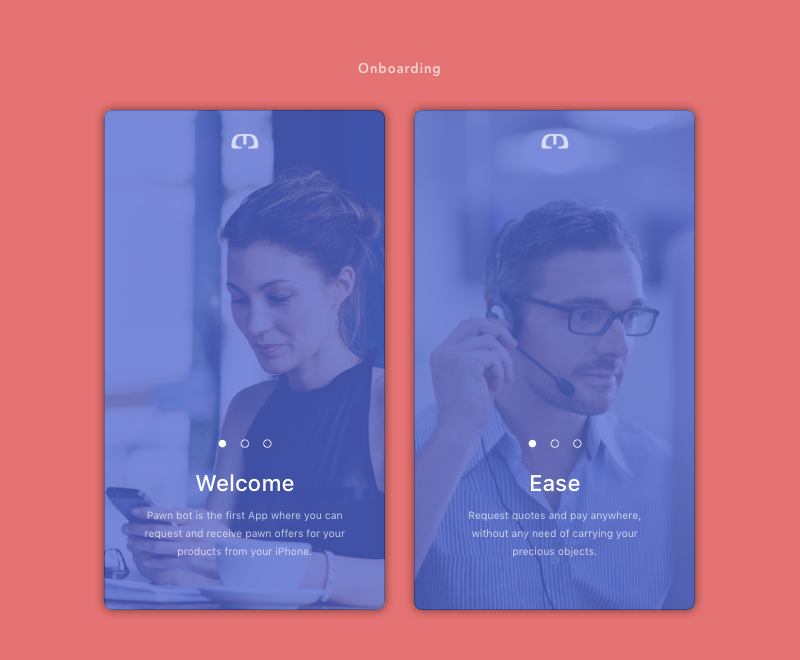 Onboarding
Welcome
Pawn bot is the first App where you can
request and receive pawn offers for your
products from your iPhone.
Ease
Request quotes and pay anywhere,
without any need of carrying your
precious objects.